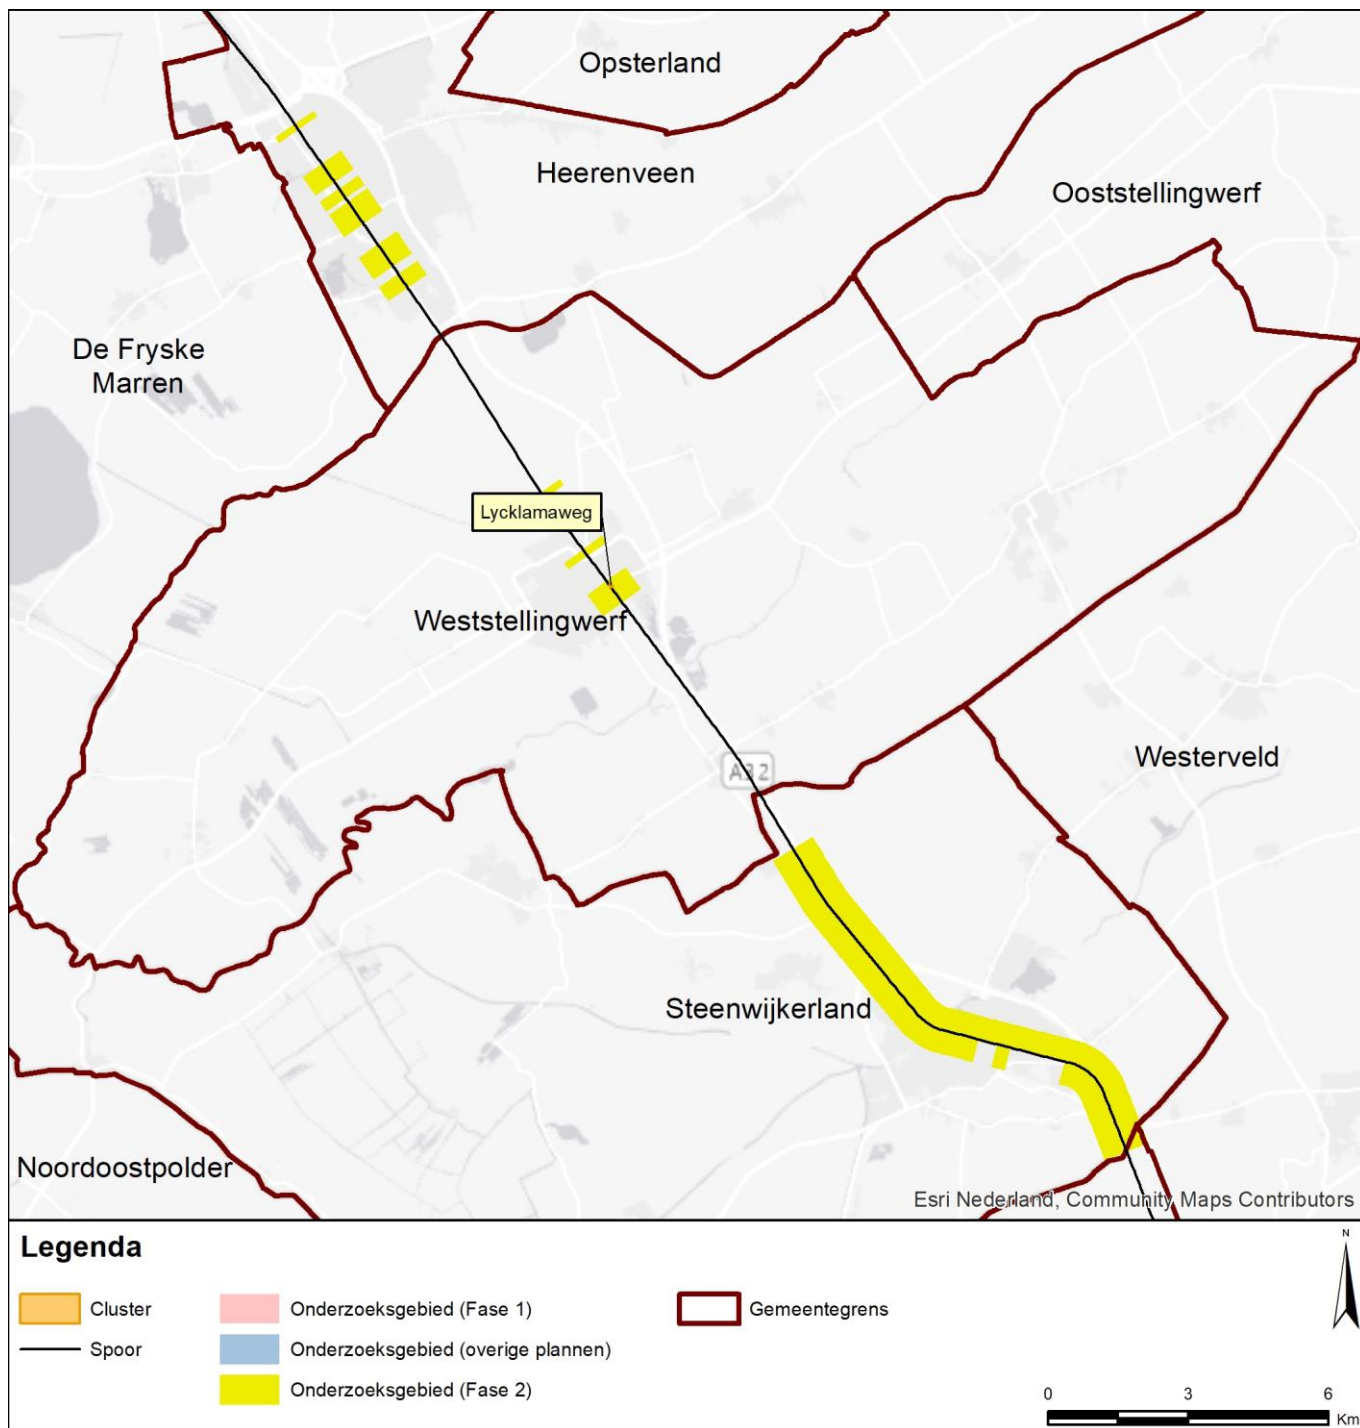 Opsterland
Heerenveen
Ooststellingwerf
De Fryske
Marren
Lycklamaweg
Weststellingwerf
A32
Westerveld
Steenwijkerland
Noordoostpolder
Esri Nederland, Community Maps Contributors
Legenda
N
Cluster
Onderzoeksgebied (Fase 1)
Gemeentegrens
Spoor
Onderzoeksgebied (overige plannen)
Onderzoeksgebied (Fase 2)
0 3 6
Km